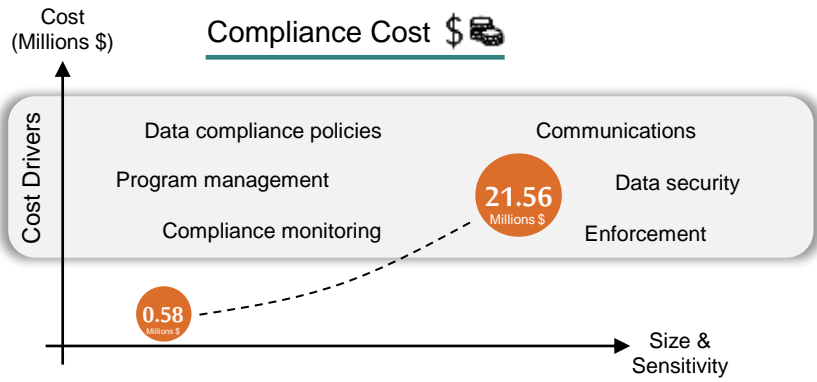 Cost
(Millions $)
Compliance Cost $
Cost Drivers
Data compliance policies
Communications
Program management
Data security
Compliance monitoring
Enforcement
21.56
Millions $
0.58
Millions $
Size &
Sensitivity